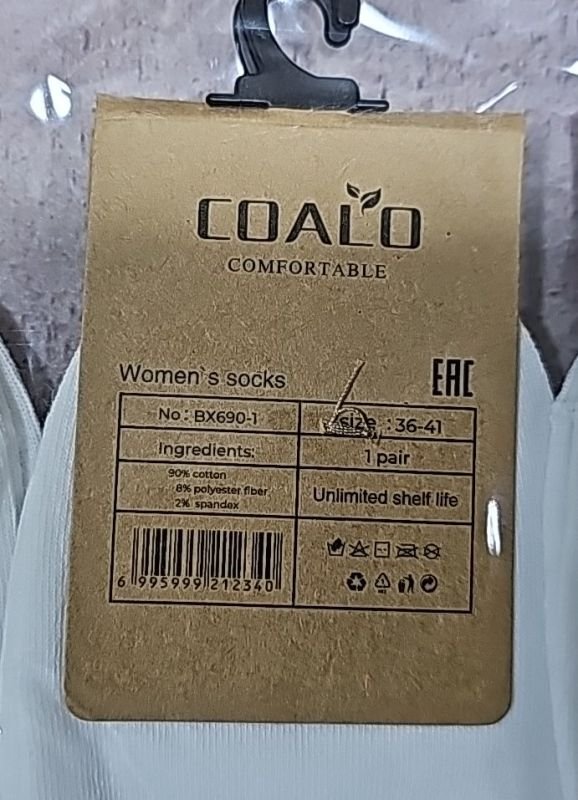 COALO
COMFORTABLE
Women`s socks
EAC
No: BX690-1
size : 36-41
Ingredients:
1 pair
90% cotton
8% polyester fiber
2% spandex
Unlimited shelf life
6 995999 212340